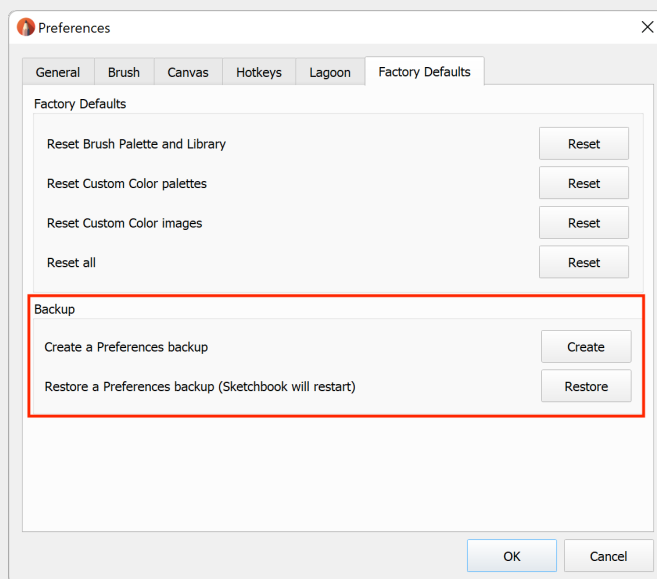 Preferences
General Brush Canvas Hotkeys Lagoon Factory Defaults
Factory Defaults
Reset Brush Palette and Library Reset
Reset Custom Color palettes Reset
Reset Custom Color images Reset
Reset all Reset
Backup
Create a Preferences backup Create
Restore a Preferences backup (Sketchbook will restart) Restore
OK Cancel